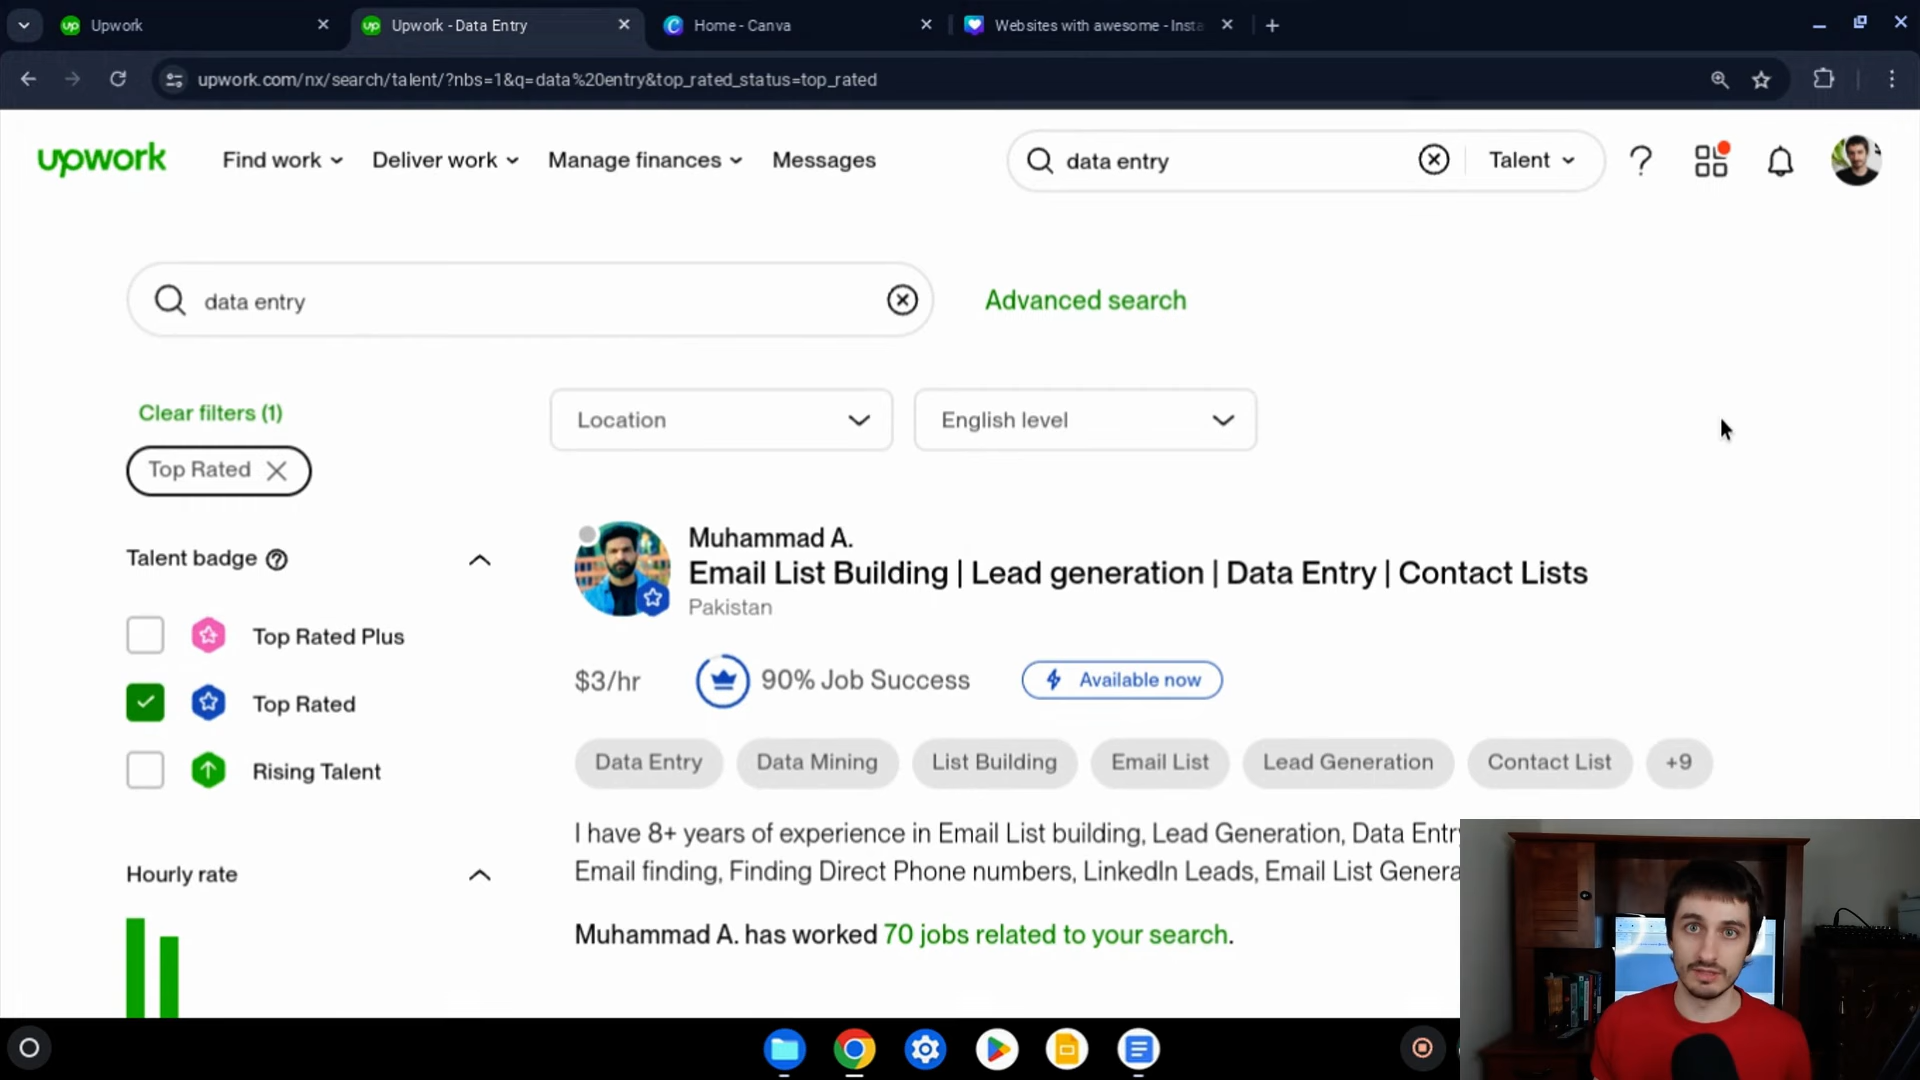 Upwork
Upwork - Data Entry
Home - Canva
Websites with awesome - Insta
upwork.com/nx/search/talent/?nbs=1&q=data%20entry&top_rated_status=top_rated
upwork
Find work
Deliver work
Manage finances
Messages
data entry
Talent
data entry
Advanced search
Clear filters (1)
Location
English level
Top Rated
Talent badge
Top Rated Plus
Top Rated
Rising Talent
Hourly rate
Muhammad A.
Email List Building | Lead generation | Data Entry | Contact Lists
Pakistan
$3/hr
90% Job Success
Available now
Data Entry
Data Mining
List Building
Email List
Lead Generation
Contact List
+9
I have 8+ years of experience in Email List building, Lead Generation, Data Entry
Email finding, Finding Direct Phone numbers, LinkedIn Leads, Email List Genera
Muhammad A. has worked 70 jobs related to your search.